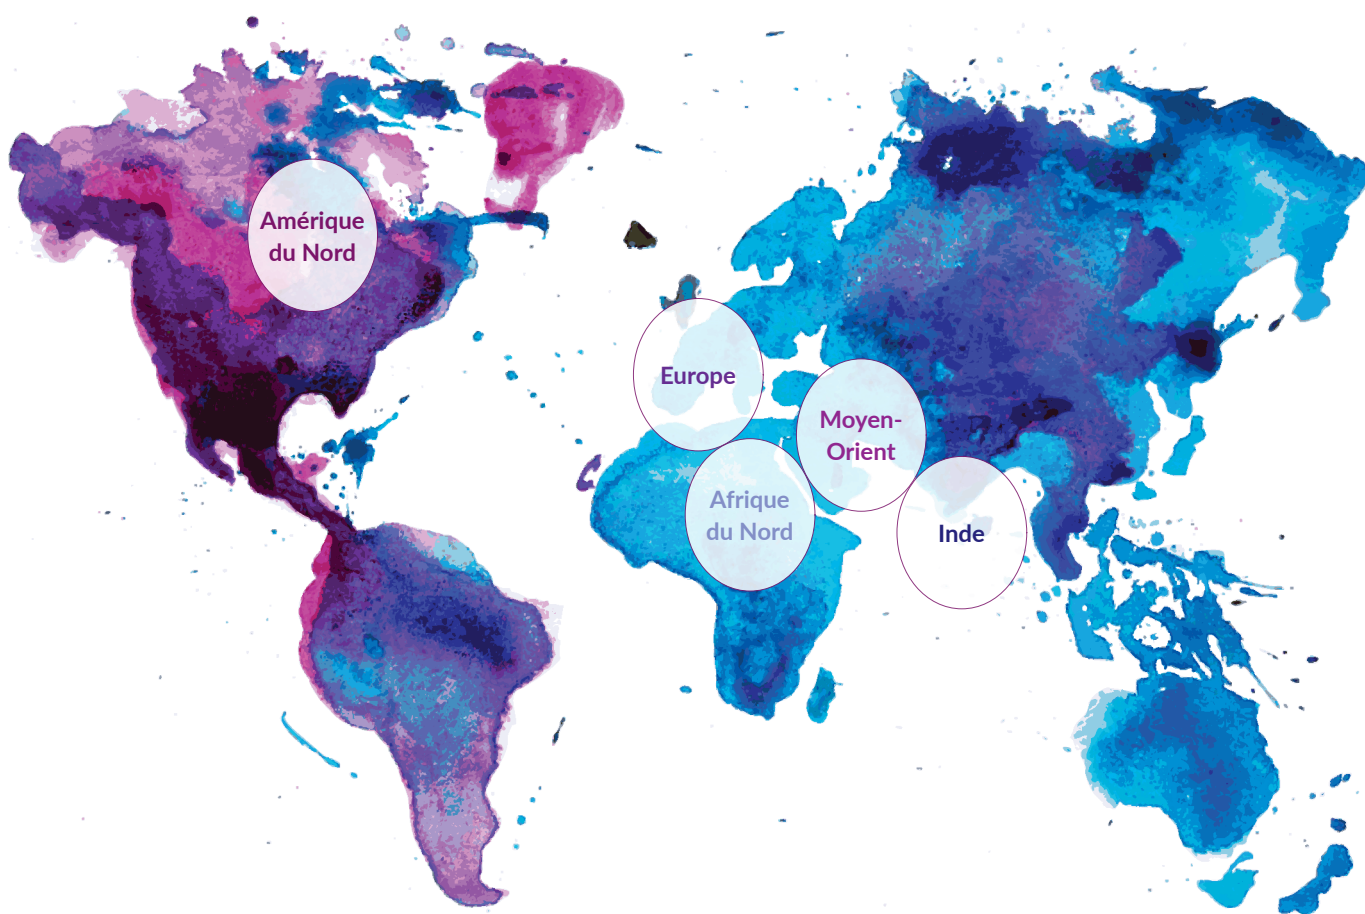 Amérique
du Nord
Europe
Moyen-
Orient
Afrique
du Nord
Inde